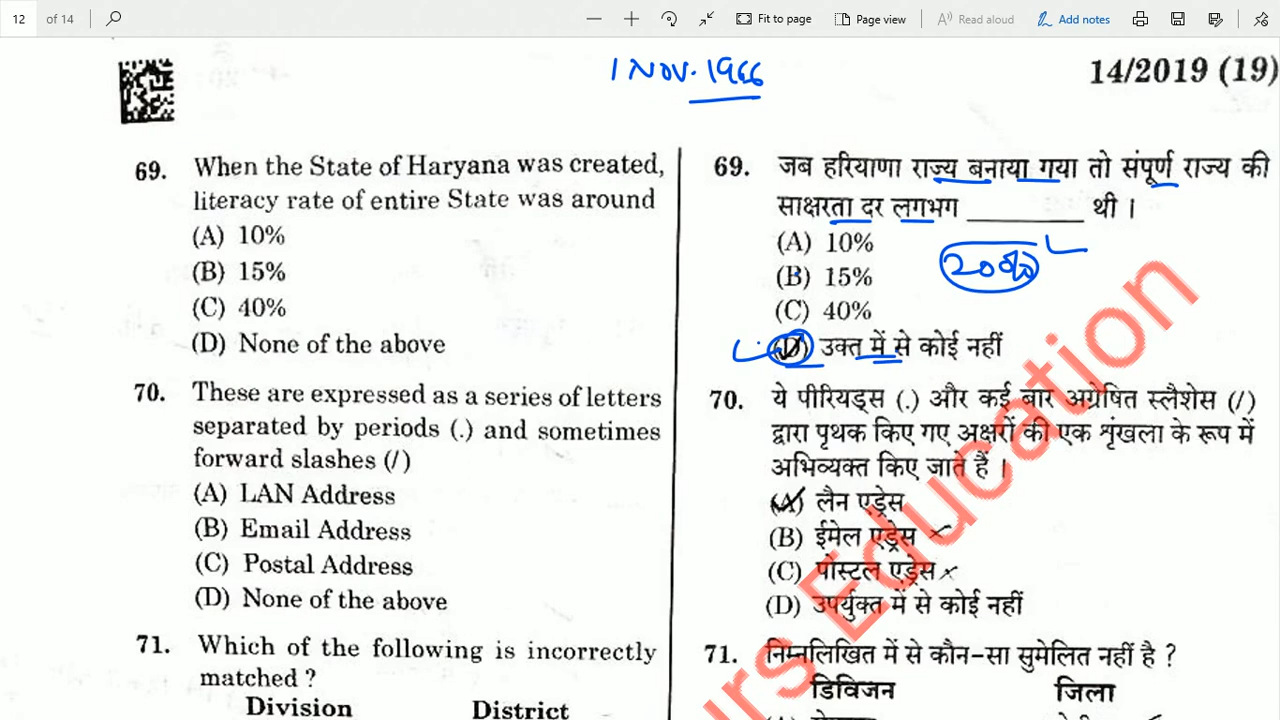 12 of 14 Fit to page Page view Read aloud Add notes
1 Nov. 1966
14/2019 (19)
69. When the State of Haryana was created,
literacy rate of entire State was around
(A) 10%
(B) 15%
(C) 40%
(D) None of the above
70. These are expressed as a series of letters
separated by periods (.) and sometimes
forward slashes (/)
(A) LAN Address
(B) Email Address
(C) Postal Address
(D) None of the above
71. Which of the following is incorrectly
matched ?
Division District
69. जब हरियाणा राज्य बनाया गया तो संपूर्ण राज्य की
साक्षरता दर लगभग __________ थी ।
(A) 10%
(B) 15%
20%
(C) 40%
(D) उक्त में से कोई नहीं
70. ये पीरियड्स (.) और कई बार अग्रेषित स्लैशेस (/)
द्वारा पृथक किए गए अक्षरों की एक शृंखला के रूप में
अभिव्यक्त किए जाते हैं ।
(A) लैन एड्रेस
(B) ईमेल एड्रेस
(C) पोस्टल एड्रेस
(D) उपर्युक्त में से कोई नहीं
71. निम्नलिखित में से कौन-सा सुमेलित नहीं है ?
डिविजन जिला
Education